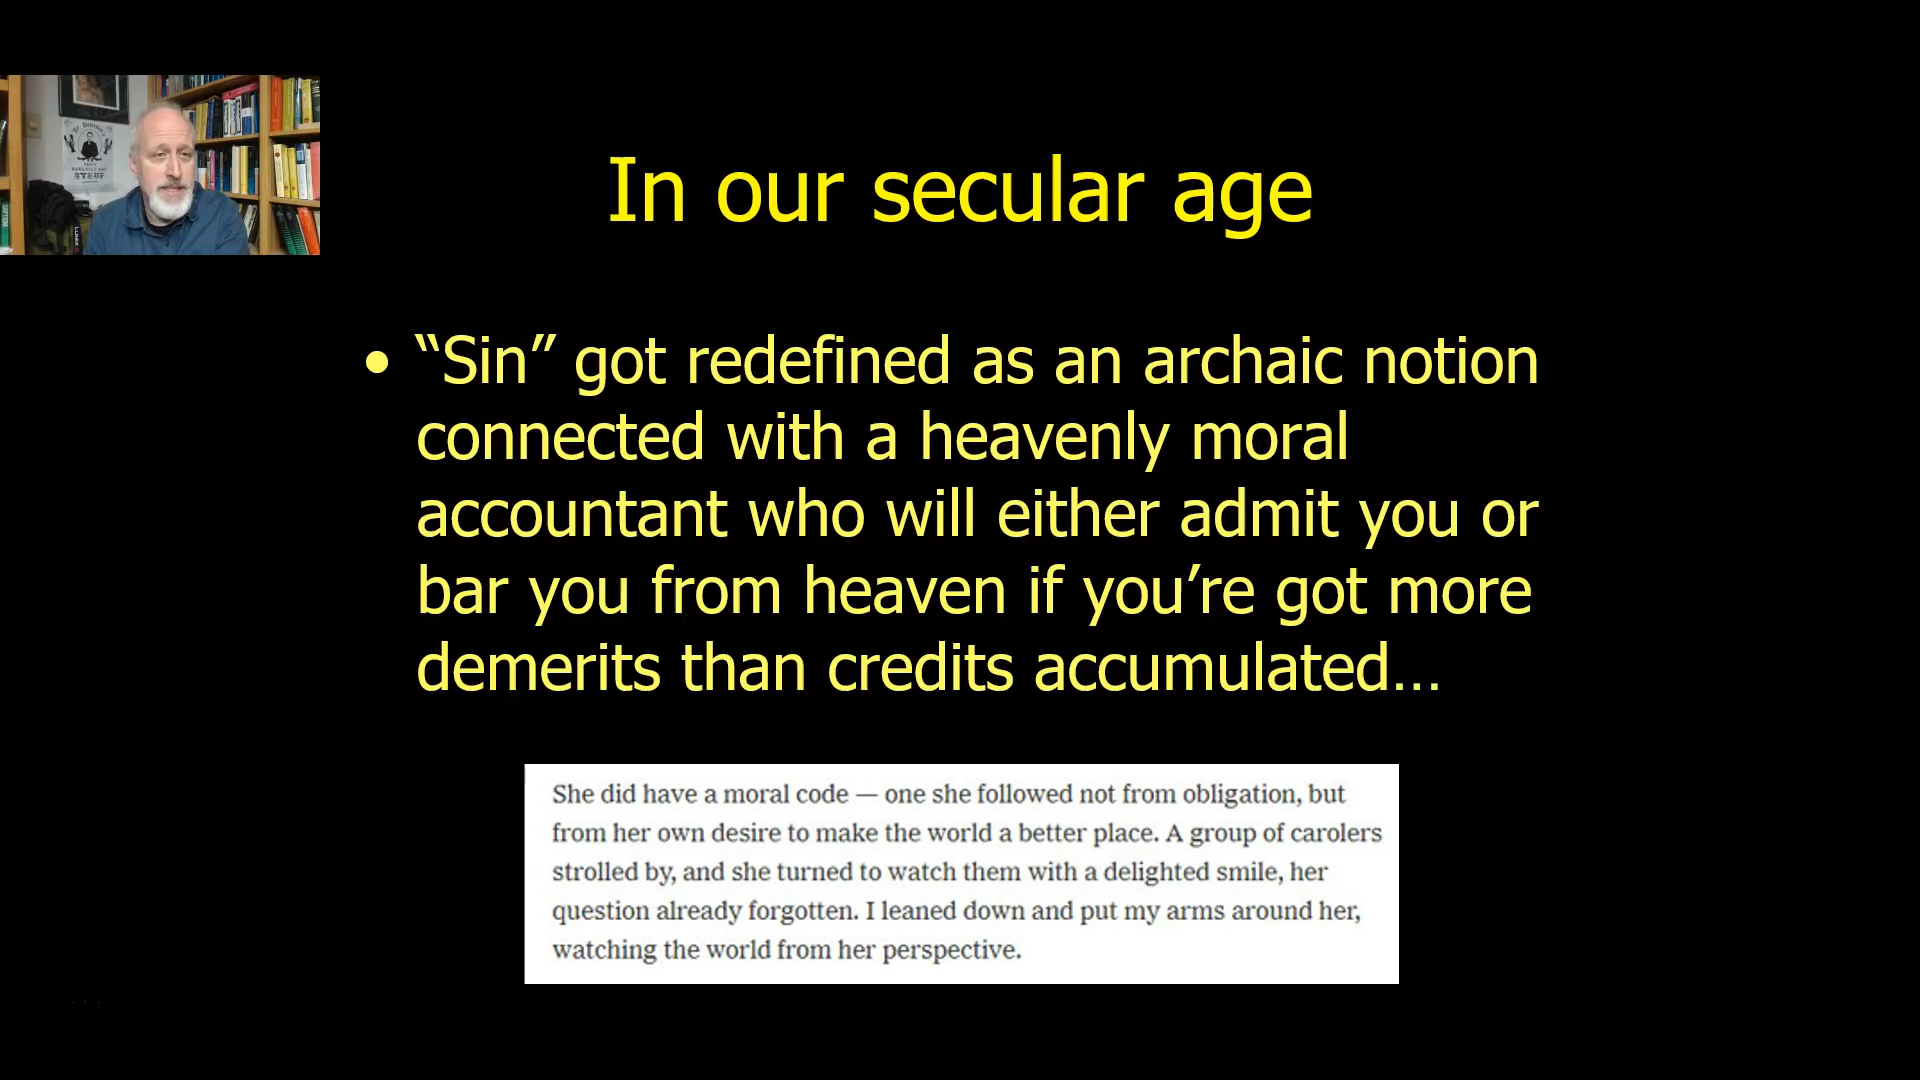 In our secular age
• “Sin” got redefined as an archaic notion
connected with a heavenly moral
accountant who will either admit you or
bar you from heaven if you’re got more
demerits than credits accumulated…
She did have a moral code — one she followed not from obligation, but
from her own desire to make the world a better place. A group of carolers
strolled by, and she turned to watch them with a delighted smile, her
question already forgotten. I leaned down and put my arms around her,
watching the world from her perspective.